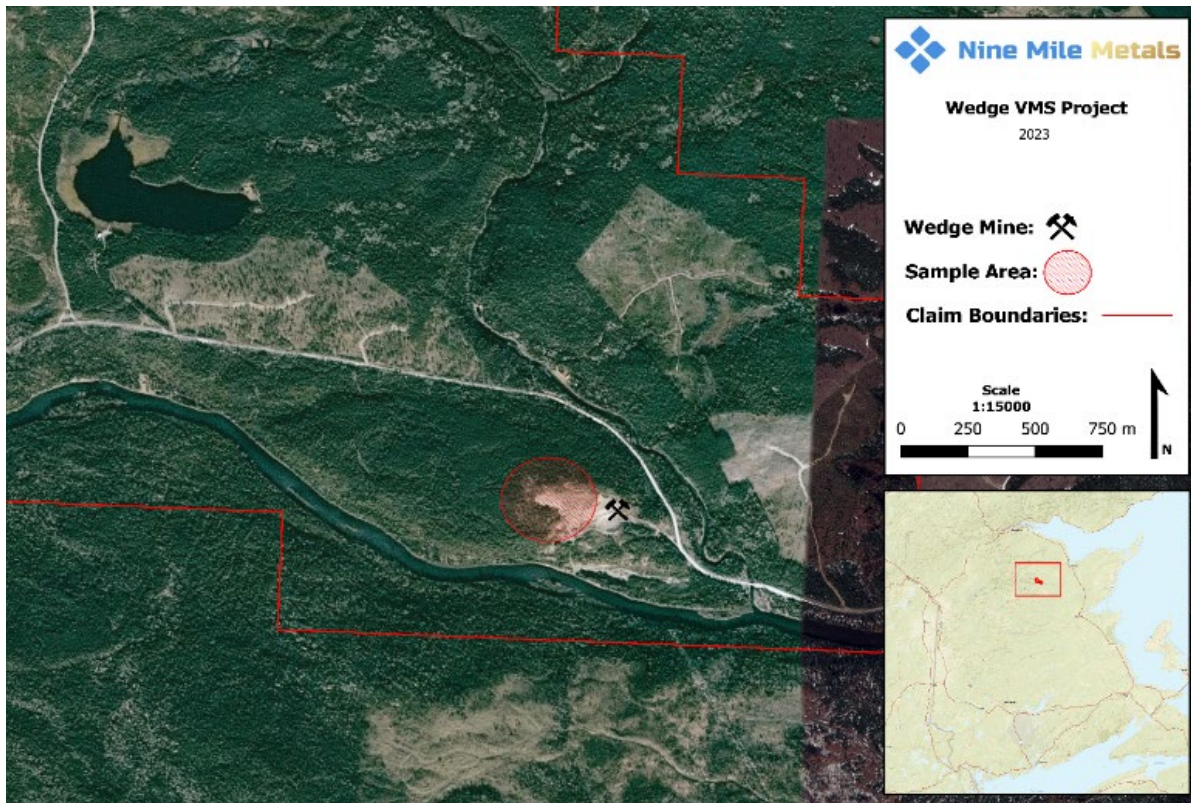 Nine Mile Metals
Wedge VMS Project
2023
Wedge Mine:
Sample Area:
Claim Boundaries:
Scale
1:15000
0 250 500 750 m
N